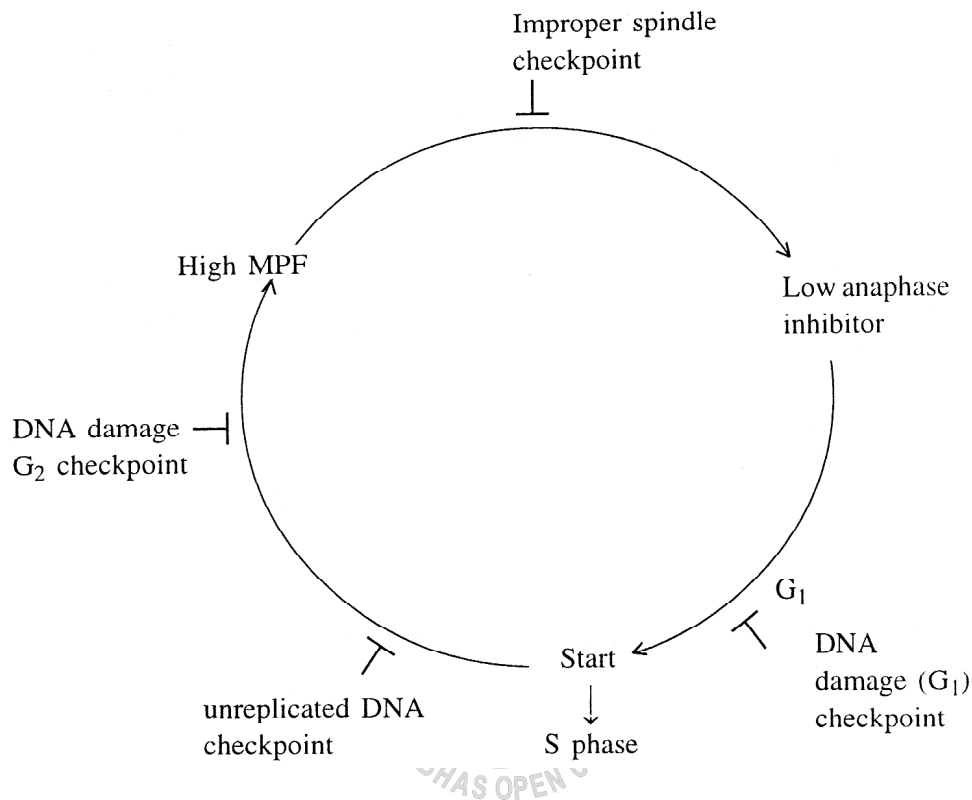 Improper spindle
checkpoint
High MPF
Low anaphase
inhibitor
DNA damage
G₂ checkpoint
G₁
DNA
damage (G₁)
checkpoint
Start
unreplicated DNA
checkpoint
S phase
OPEN